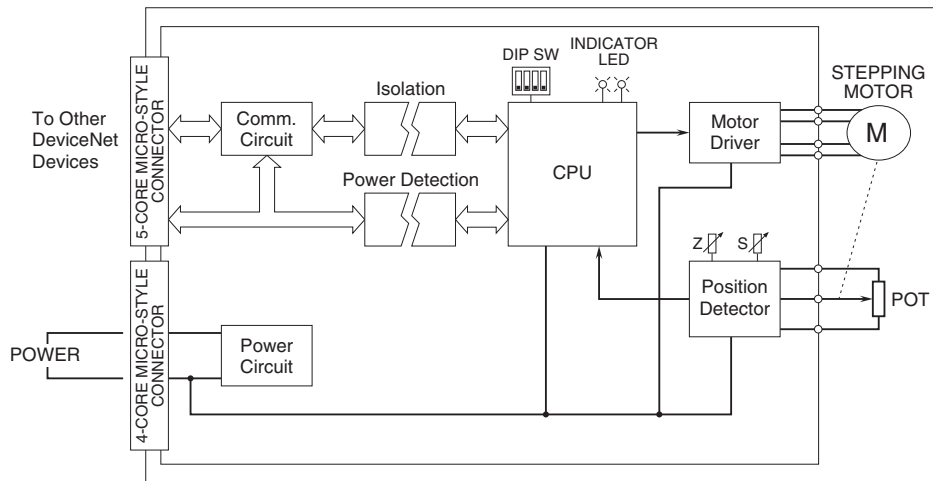 DIP SW
INDICATOR
LED
STEPPING
MOTOR
To Other
DeviceNet
Devices
5-CORE MICRO-STYLE
CONNECTOR
Comm.
Circuit
Isolation
Power Detection
CPU
Motor
Driver
M
Z
S
Position
Detector
POT
POWER
4-CORE MICRO-STYLE
CONNECTOR
Power
Circuit